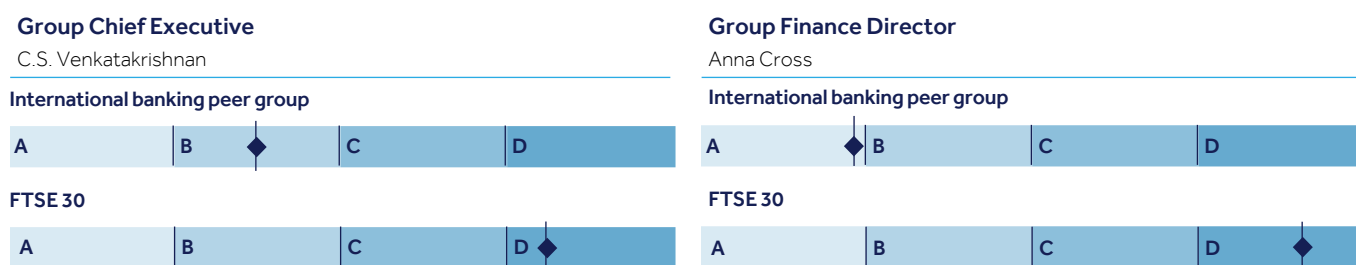 Group Chief Executive
C.S. Venkatakrishnan
International banking peer group
A B C D
FTSE 30
A B C D
Group Finance Director
Anna Cross
International banking peer group
A B C D
FTSE 30
A B C D